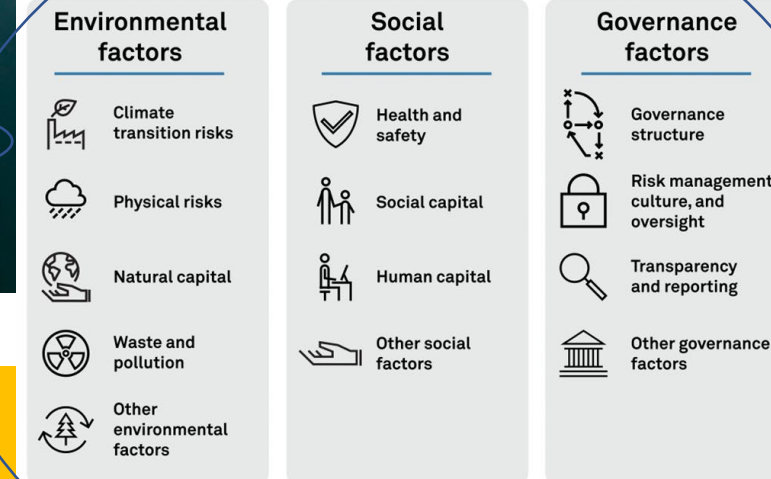 Environmental
factors
Climate
transition risks
Physical risks
Natural capital
Waste and
pollution
Other
environmental
factors
Social
factors
Health and
safety
Social capital
Human capital
Other social
factors
Governance
factors
Governance
structure
Risk management
culture, and
oversight
Transparency
and reporting
Other governance
factors